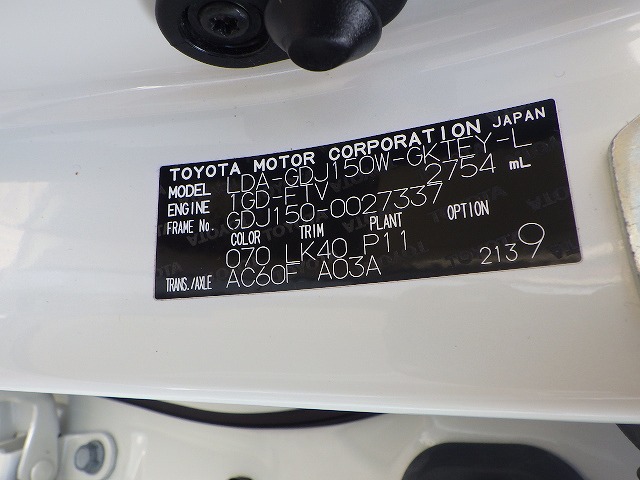 TOYOTA MOTOR CORPORATION JAPAN
MODEL LDA-GDJ150W-GKTEY-L
ENGINE 1GD-FTV 2754 mL
FRAME No. GDJ150-0027337
COLOR TRIM PLANT OPTION
070 LK40 P11
TRANS./AXLE AC60F A03A 2139